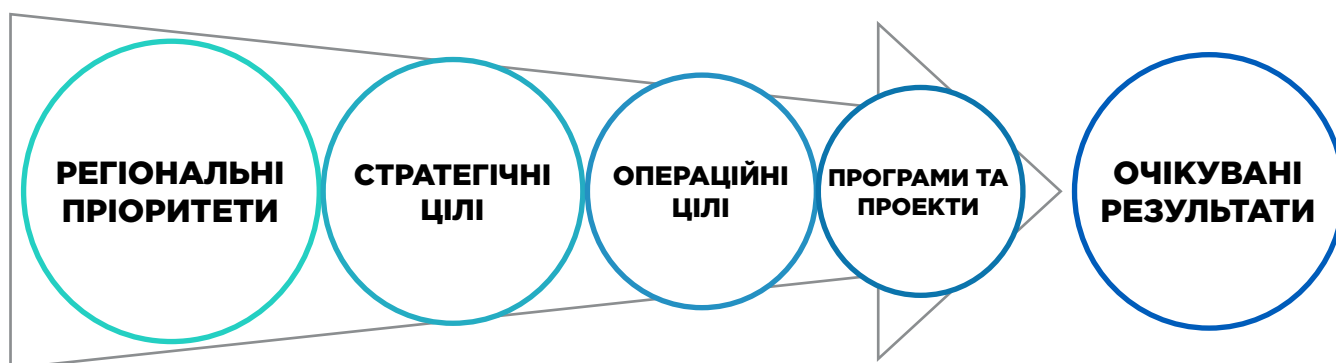 РЕГІОНАЛЬНІ
ПРІОРИТЕТИ
СТРАТЕГІЧНІ
ЦІЛІ
ОПЕРАЦІЙНІ
ЦІЛІ
ПРОГРАМИ ТА
ПРОЕКТИ
ОЧІКУВАНІ
РЕЗУЛЬТАТИ